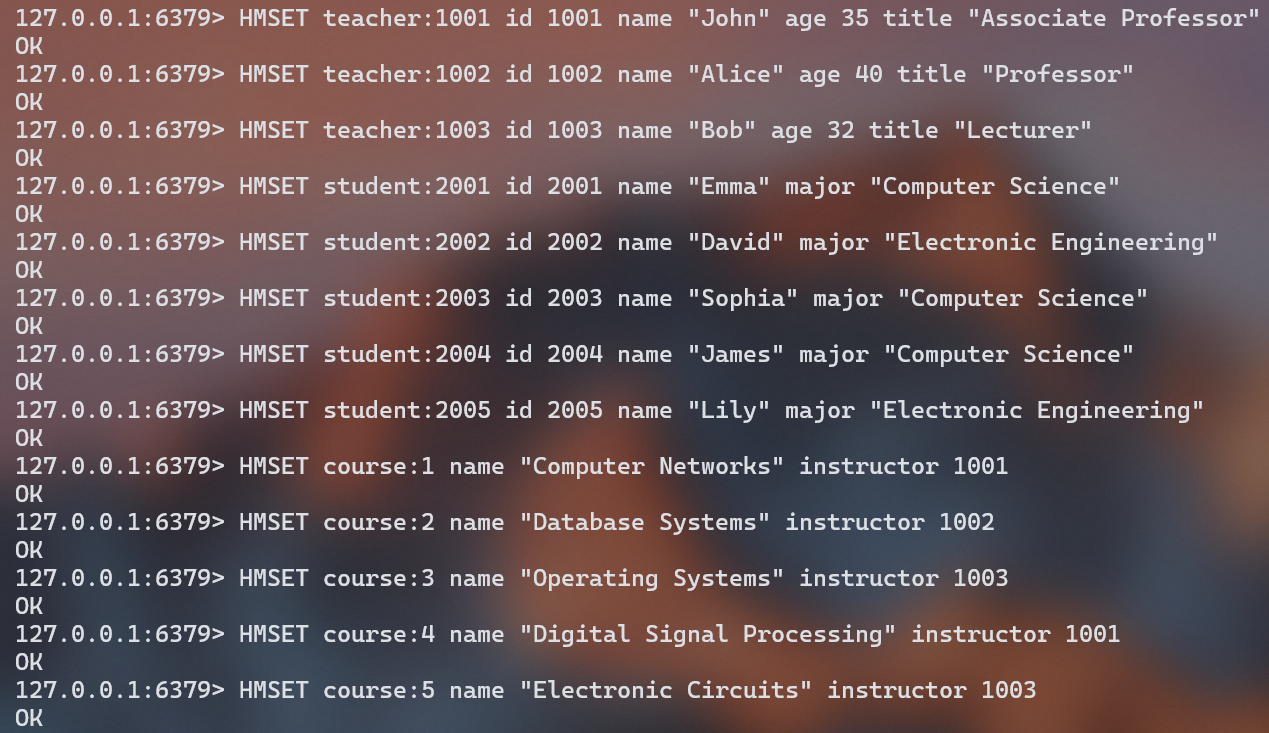 127.0.0.1:6379> HMSET teacher:1001 id 1001 name "John" age 35 title "Associate Professor"
OK
127.0.0.1:6379> HMSET teacher:1002 id 1002 name "Alice" age 40 title "Professor"
OK
127.0.0.1:6379> HMSET teacher:1003 id 1003 name "Bob" age 32 title "Lecturer"
OK
127.0.0.1:6379> HMSET student:2001 id 2001 name "Emma" major "Computer Science"
OK
127.0.0.1:6379> HMSET student:2002 id 2002 name "David" major "Electronic Engineering"
OK
127.0.0.1:6379> HMSET student:2003 id 2003 name "Sophia" major "Computer Science"
OK
127.0.0.1:6379> HMSET student:2004 id 2004 name "James" major "Computer Science"
OK
127.0.0.1:6379> HMSET student:2005 id 2005 name "Lily" major "Electronic Engineering"
OK
127.0.0.1:6379> HMSET course:1 name "Computer Networks" instructor 1001
OK
127.0.0.1:6379> HMSET course:2 name "Database Systems" instructor 1002
OK
127.0.0.1:6379> HMSET course:3 name "Operating Systems" instructor 1003
OK
127.0.0.1:6379> HMSET course:4 name "Digital Signal Processing" instructor 1001
OK
127.0.0.1:6379> HMSET course:5 name "Electronic Circuits" instructor 1003
OK